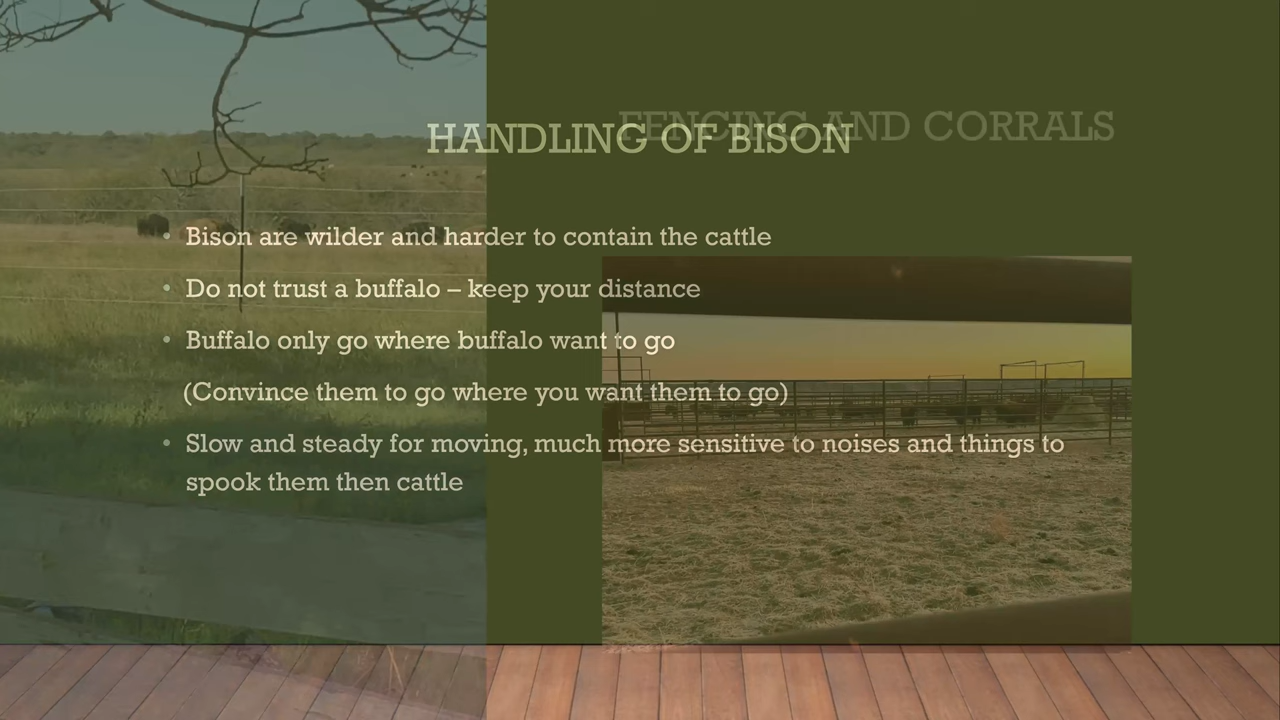 FENCING AND CORRALS
HANDLING OF BISON
• Bison are wilder and harder to contain the cattle
• Do not trust a buffalo – keep your distance
• Buffalo only go where buffalo want to go
(Convince them to go where you want them to go)
• Slow and steady for moving, much more sensitive to noises and things to
spook them then cattle